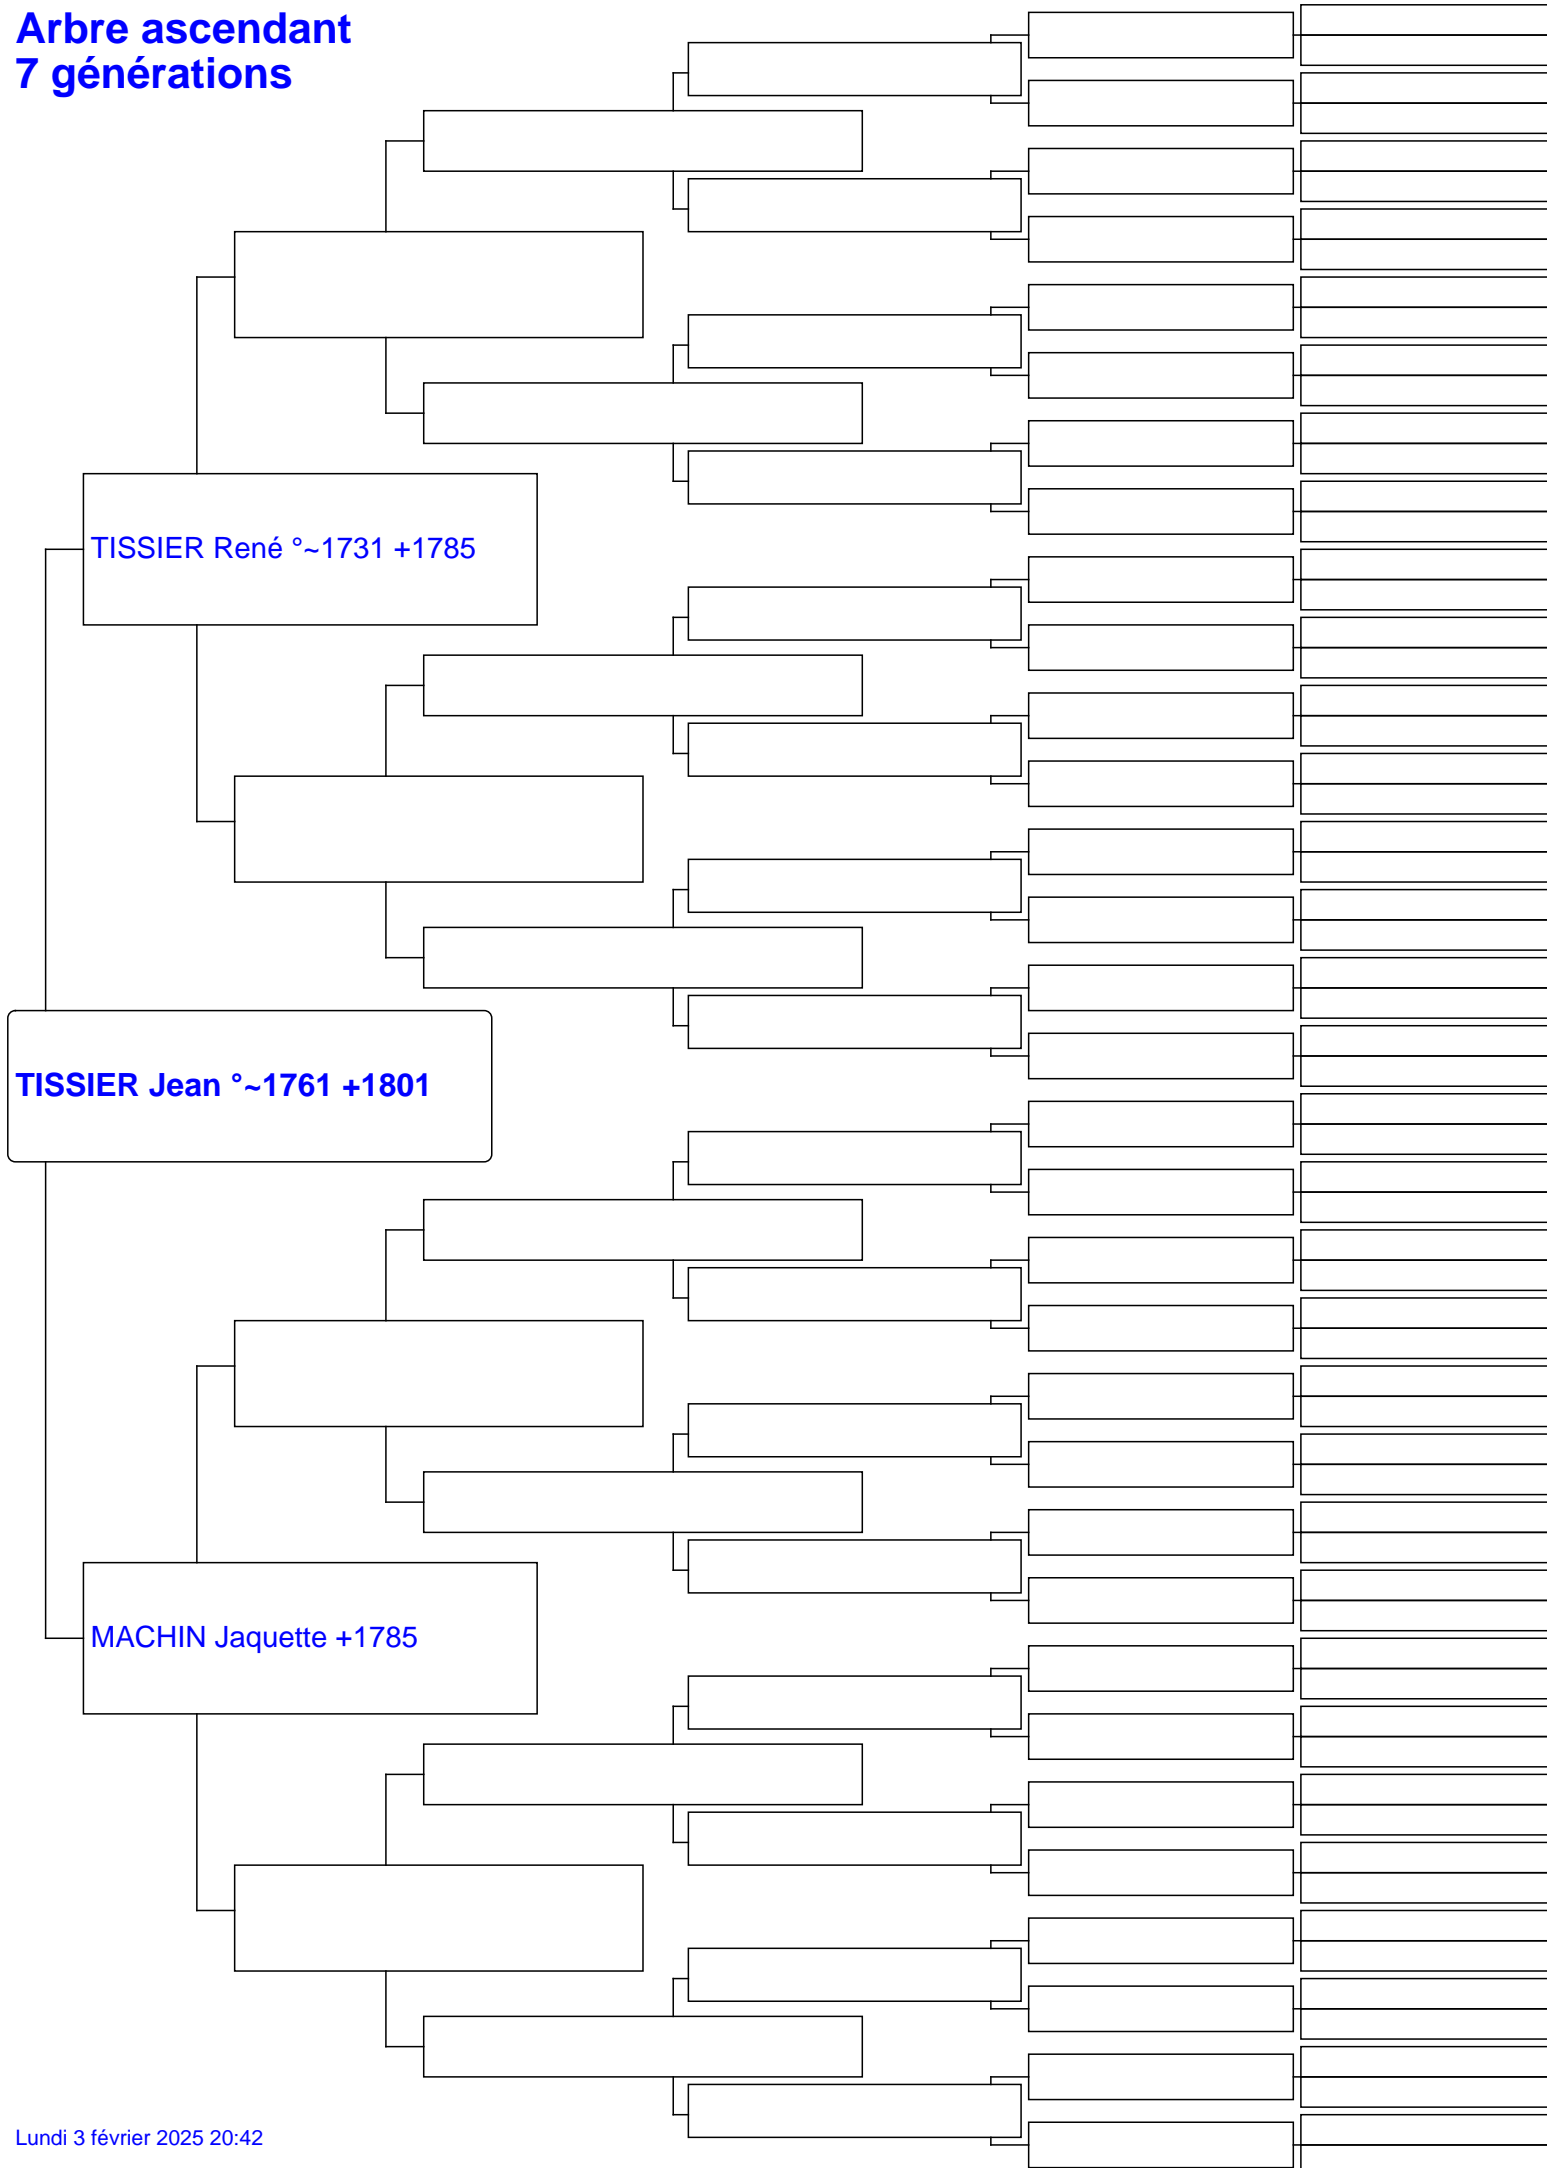 Arbre ascendant
7 générations
TISSIER René °~1731 +1785
TISSIER Jean °~1761 +1801
MACHIN Jaquette +1785
Lundi 3 février 2025 20:42